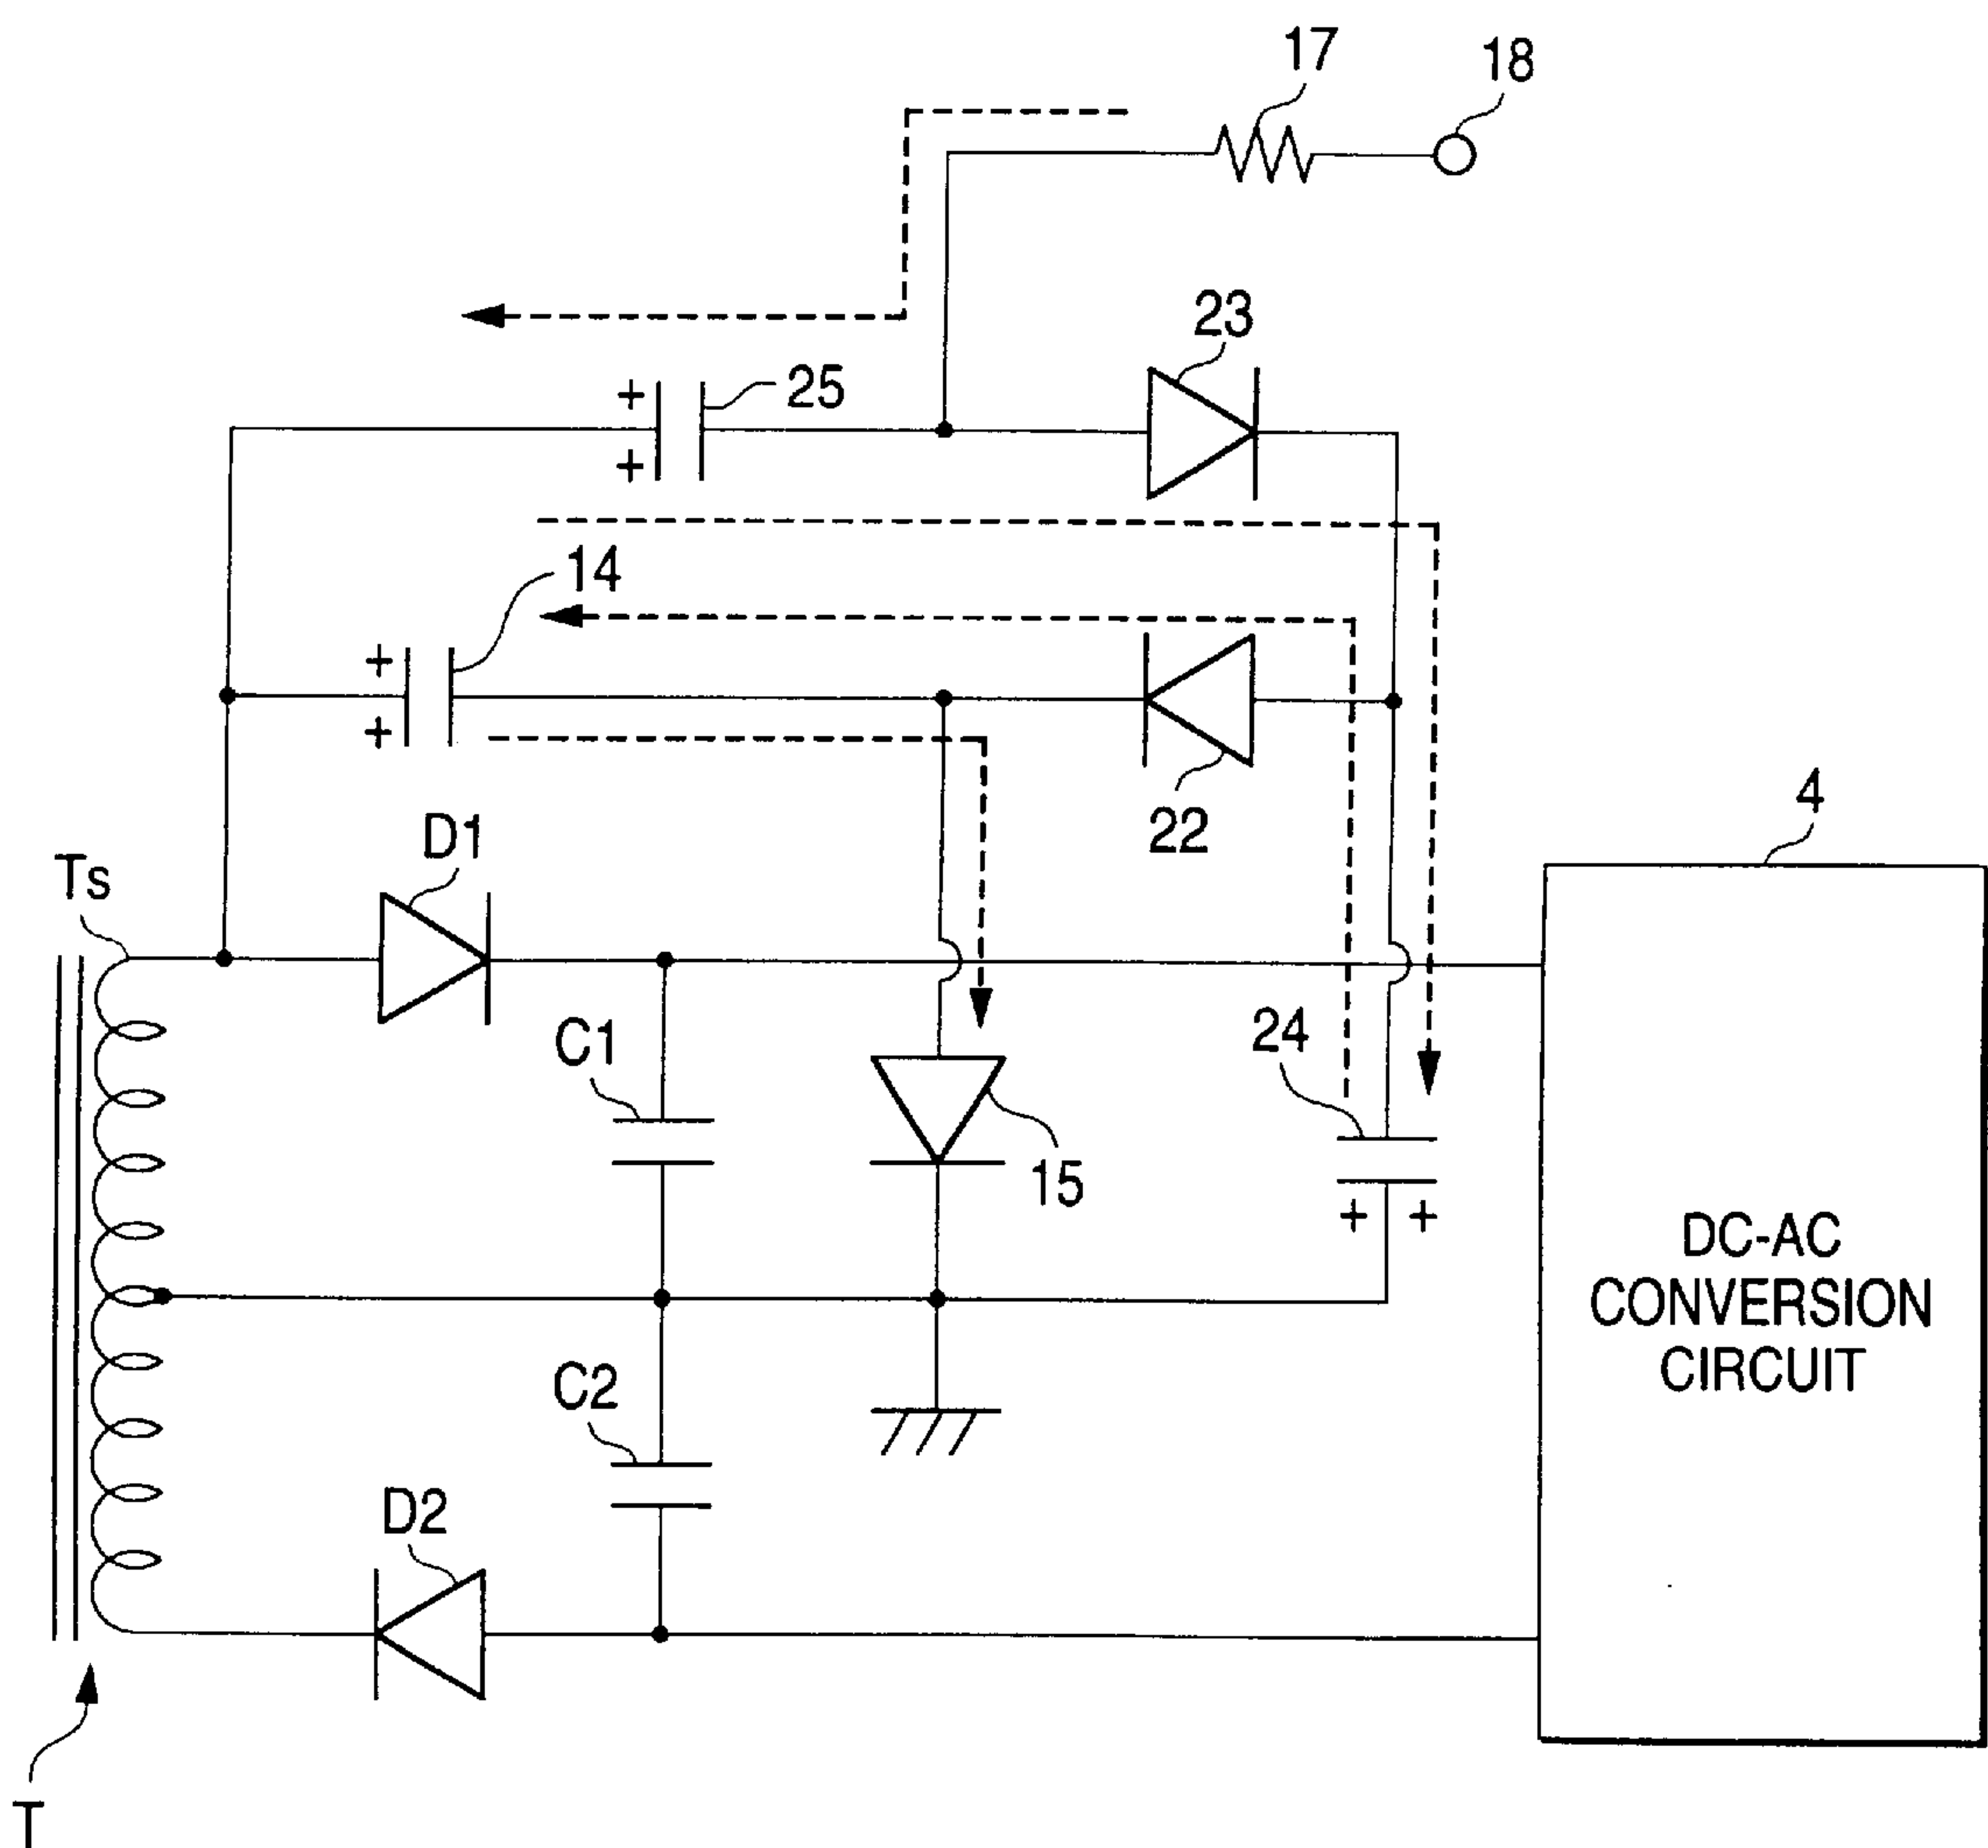 17
18
23
+
25
+
14
+
+
22
D1
4
Ts
C1
24
15
+ +
DC-AC
CONVERSION
CIRCUIT
C2
D2
T